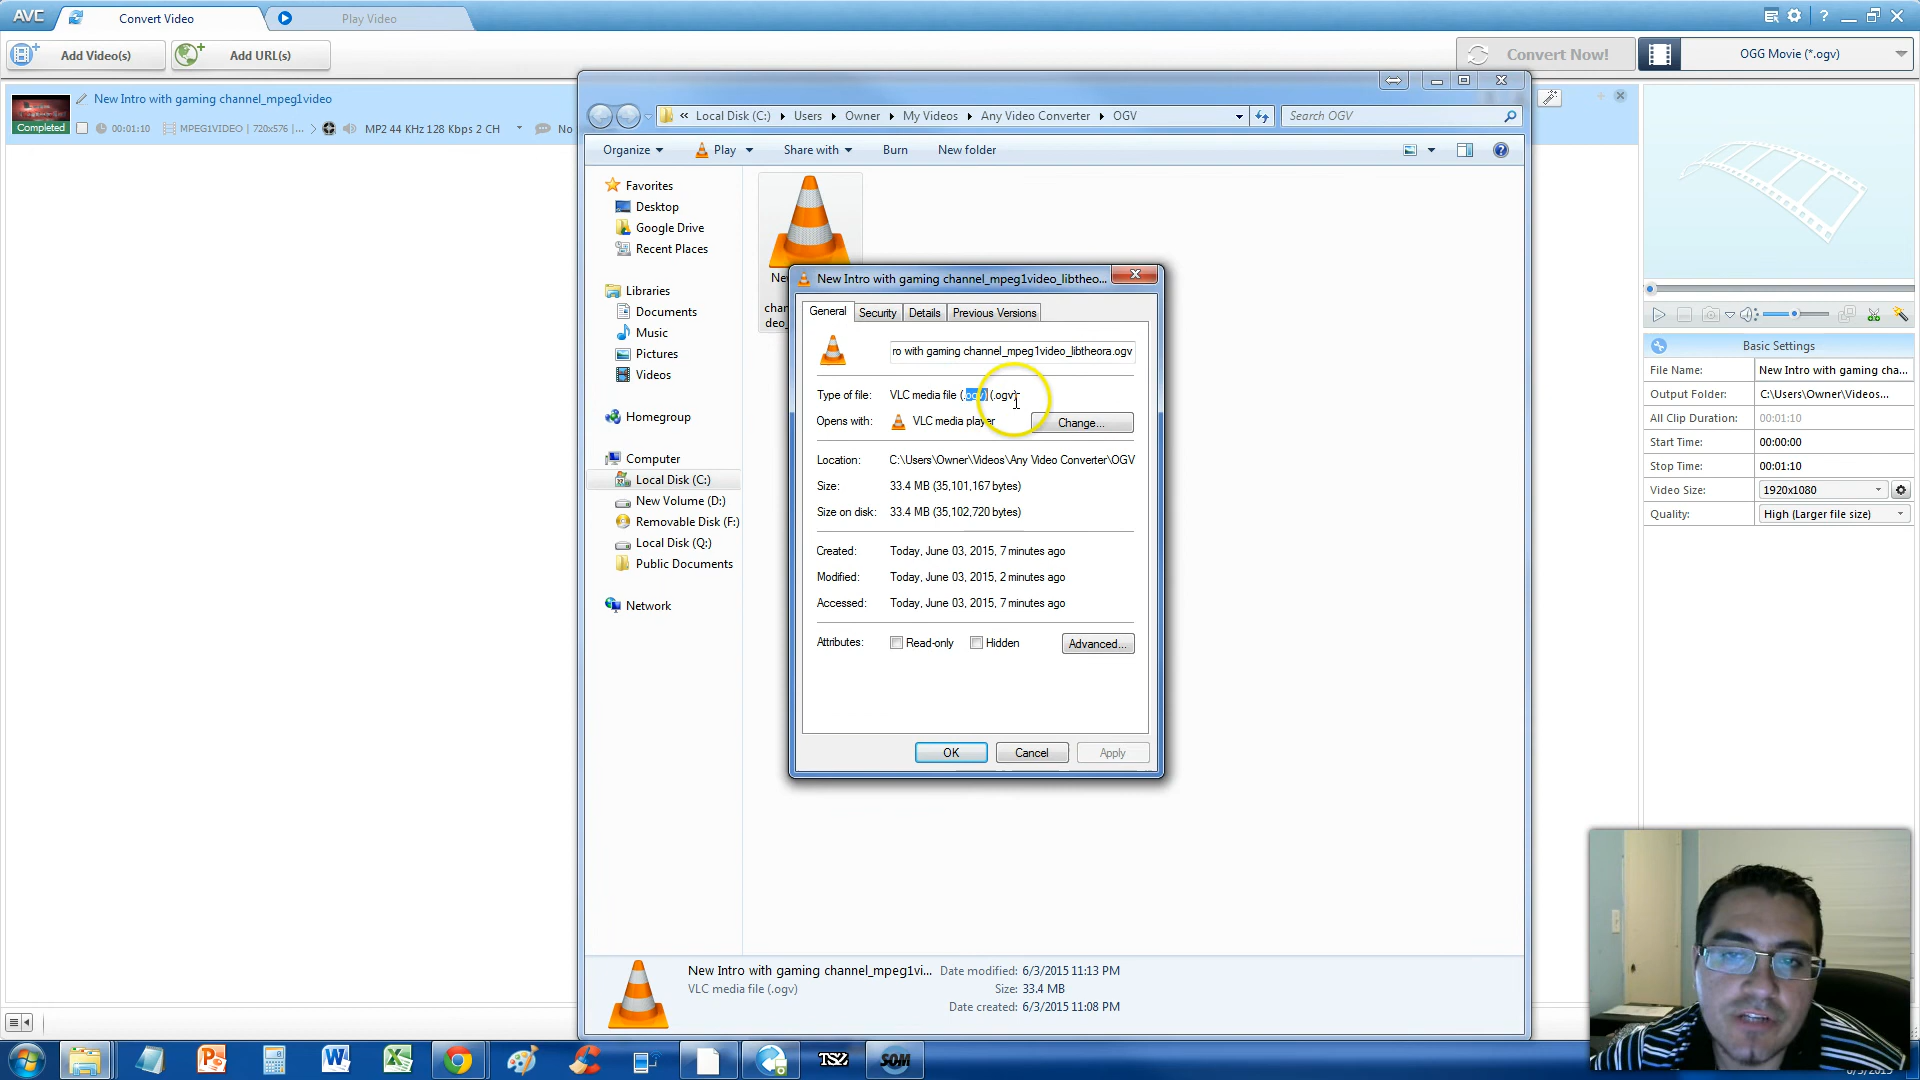 AVC Convert Video Play Video ?
Add Video(s) Add URL(s) Convert Now! OGG Movie (*.ogv)
New Intro with gaming channel_mpeg1video
Completed 00:01:10 MPEG1VIDEO | 720x576 |... MP2 44 KHz 128 Kbps 2 CH No
« Local Disk (C:) Users Owner My Videos Any Video Converter OGV Search OGV
Organize Play Share with Burn New folder
Favorites
Desktop
Google Drive
Recent Places
Libraries
Documents
Music
Pictures
Videos
Homegroup
Computer
Local Disk (C:)
New Volume (D:)
Removable Disk (F:)
Local Disk (Q:)
Public Documents
Network
New Intro with gaming channel_mpeg1video_libtheo...
General Security Details Previous Versions
ro with gaming channel_mpeg1video_libtheora.ogv
Type of file: VLC media file (.ogv) (.ogv)
Opens with: VLC media player Change...
Location: C:\Users\Owner\Videos\Any Video Converter\OGV
Size: 33.4 MB (35,101,167 bytes)
Size on disk: 33.4 MB (35,102,720 bytes)
Created: Today, June 03, 2015, 7 minutes ago
Modified: Today, June 03, 2015, 2 minutes ago
Accessed: Today, June 03, 2015, 7 minutes ago
Attributes: Read-only Hidden Advanced...
OK Cancel Apply
Basic Settings
File Name: New Intro with gaming cha...
Output Folder: C:\Users\Owner\Videos...
All Clip Duration: 00:01:10
Start Time: 00:00:00
Stop Time: 00:01:10
Video Size: 1920x1080
Quality: High (Larger file size)
New Intro with gaming channel_mpeg1vi... Date modified: 6/3/2015 11:13 PM
VLC media file (.ogv) Size: 33.4 MB
Date created: 6/3/2015 11:08 PM
TSZ SOM